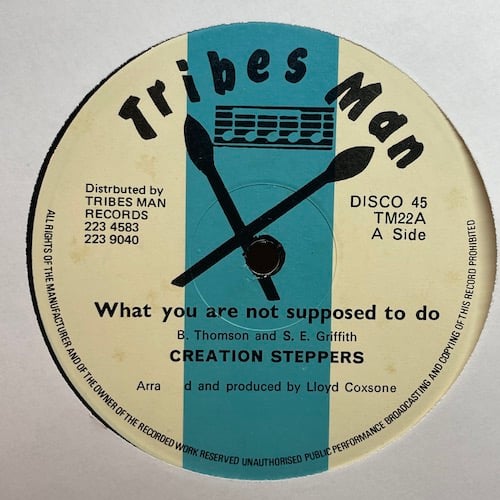 Tribes Man
Distrbuted by
TRIBES MAN
RECORDS
223 4583
223 9040
DISCO 45
TM22A
A Side
What you are not supposed to do
B. Thomson and S. E. Griffith
CREATION STEPPERS
Arra d and produced by Lloyd Coxsone
ALL RIGHTS OF THE MANUFACTURER AND OF THE OWNER OF THE RECORDED WORK RESERVED UNAUTHORISED PUBLIC PERFORMANCE BROADCASTING AND COPYING OF THIS RECORD PROHIBITED